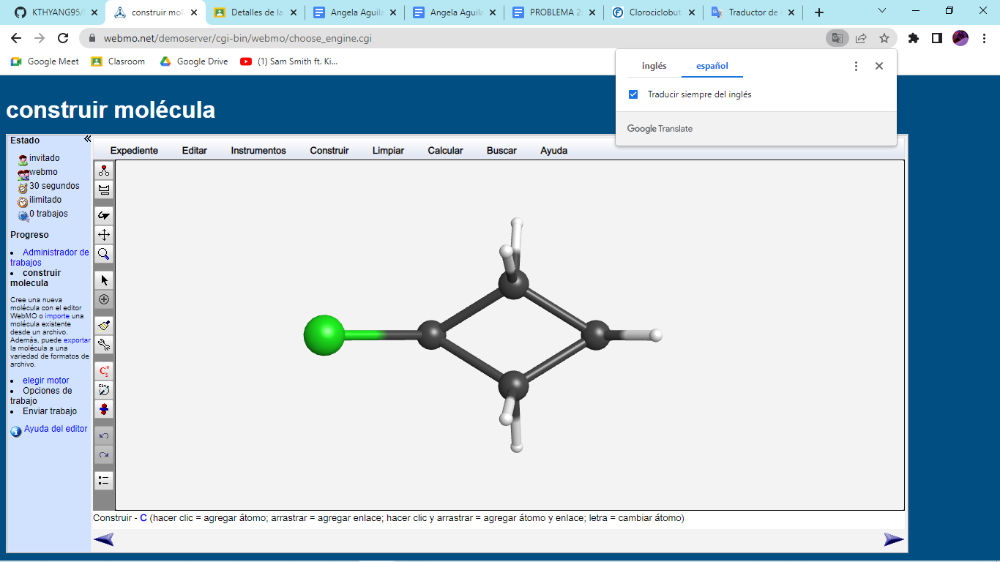 KTHYANG95/
construir mol
Detalles de la
Angela Aguila
Angela Aguila
PROBLEMA 2
Clorociclobut
Traductor de
webmo.net/demoserver/cgi-bin/webmo/choose_engine.cgi
Google Meet
Clasroom
Google Drive
(1) Sam Smith ft. Ki...
inglés
español
Traducir siempre del inglés
Google Translate
construir molécula
Estado
invitado
webmo
30 segundos
ilimitado
0 trabajos
Progreso
• Administrador de
trabajos
• construir
molecula
Cree una nueva
molécula con el editor
WebMO o importe una
molécula existente
desde un archivo.
Además, puede exportar
la molécula a una
variedad de formatos de
archivo.
• elegir motor
• Opciones de
trabajo
• Enviar trabajo
Ayuda del editor
Expediente Editar Instrumentos Construir Limpiar Calcular Buscar Ayuda
Construir - C (hacer clic = agregar átomo; arrastrar = agregar enlace; hacer clic y arrastrar = agregar átomo y enlace; letra = cambiar átomo)